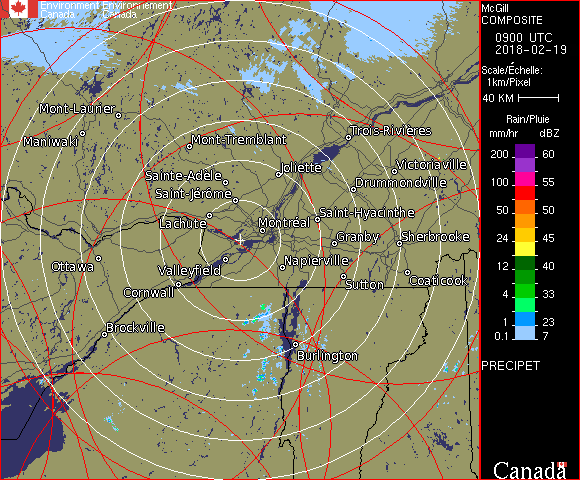 Environment Environnement
Canada Canada
Mont-Laurier
Maniwaki
Mont-Tremblant
Trois-Rivières
Sainte-Adèle
Joliette
Victoriaville
Saint-Jérôme
Drummondville
Lachute
Montréal
Saint-Hyacinthe
Granby
Sherbrooke
Ottawa
Valleyfield
Napierville
Cornwall
Sutton
Coaticook
Brockville
Burlington
McGill
COMPOSITE
0900 UTC
2018-02-19
Scale/Échelle:
1km/Pixel
40 KM
Rain/Pluie
mm/hr dBZ
200 60
100 55
50 50
24 45
12 40
4 33
1 23
0.1 7
PRECIPET
Canada